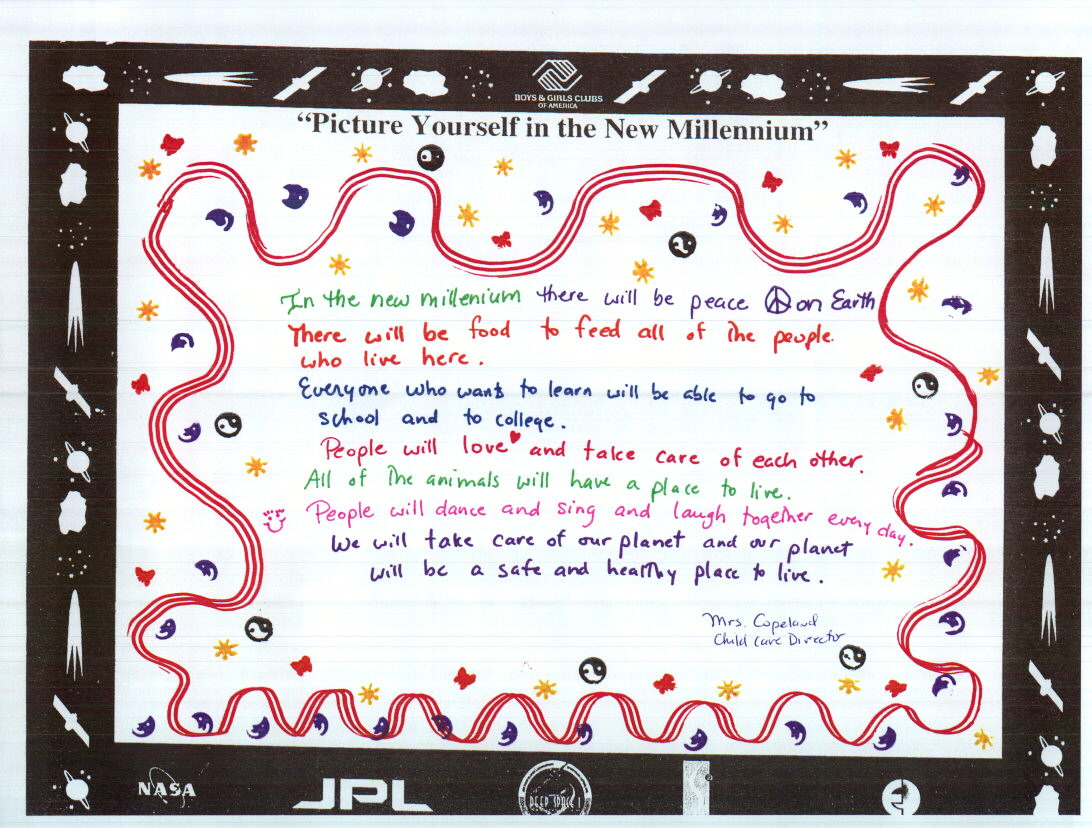 BOYS & GIRLS CLUBS
OF AMERICA
“Picture Yourself in the New Millennium”
In the new millenium there will be peace on Earth
There will be food to feed all of the people.
who live here.
Everyone who wants to learn will be able to go to
school and to college.
People will love and take care of each other.
All of the animals will have a place to live.
People will dance and sing and laugh together every day.
We will take care of our planet and our planet
will be a safe and healthy place to live.
Mrs. Copeland
Child Care Director
NASA
JPL
DEEP SPACE 1